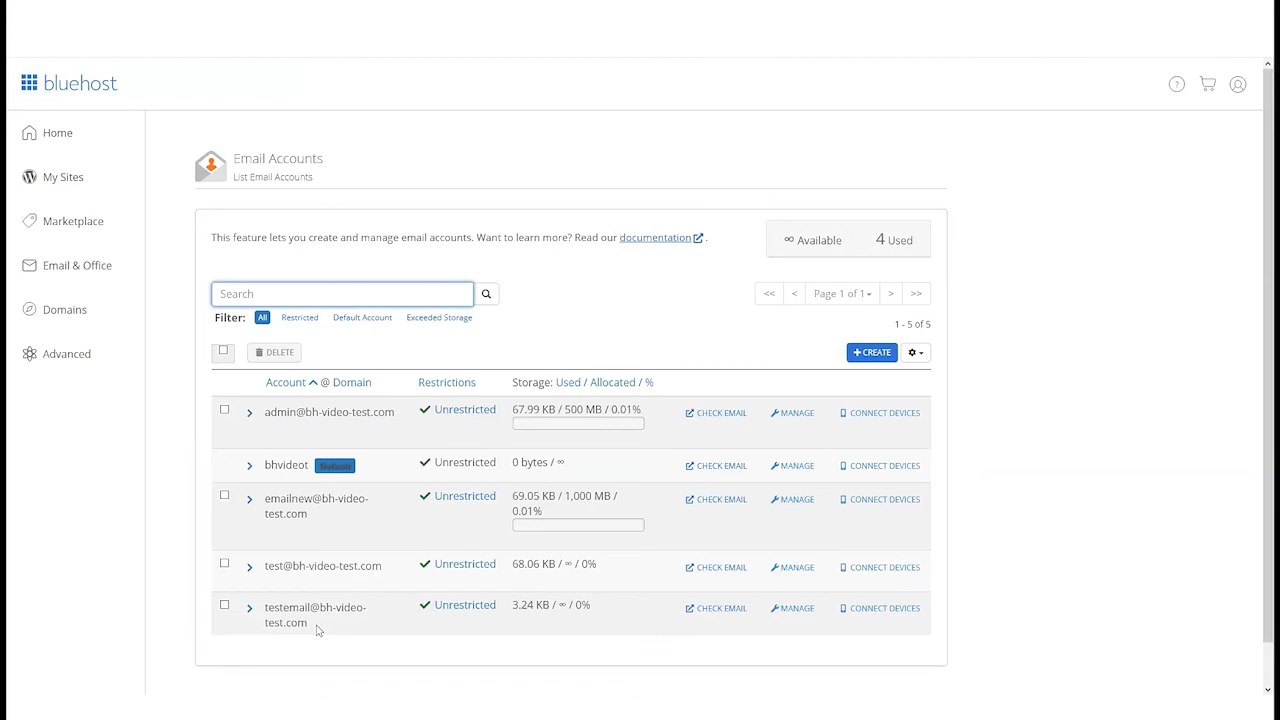 bluehost
Home
My Sites
Marketplace
Email & Office
Domains
Advanced
Email Accounts
List Email Accounts
This feature lets you create and manage email accounts. Want to learn more? Read our documentation .
∞ Available 4 Used
Search
<< < Page 1 of 1 > >>
Filter: All Restricted Default Account Exceeded Storage
1 - 5 of 5
DELETE
+ CREATE
Account @ Domain Restrictions Storage: Used / Allocated / %
admin@bh-video-test.com Unrestricted 67.99 KB / 500 MB / 0.01% CHECK EMAIL MANAGE CONNECT DEVICES
bhvideot Default Unrestricted 0 bytes / ∞ CHECK EMAIL MANAGE CONNECT DEVICES
emailnew@bh-video- Unrestricted 69.05 KB / 1,000 MB / CHECK EMAIL MANAGE CONNECT DEVICES
test.com 0.01%
test@bh-video-test.com Unrestricted 68.06 KB / ∞ / 0% CHECK EMAIL MANAGE CONNECT DEVICES
testemail@bh-video- Unrestricted 3.24 KB / ∞ / 0% CHECK EMAIL MANAGE CONNECT DEVICES
test.com